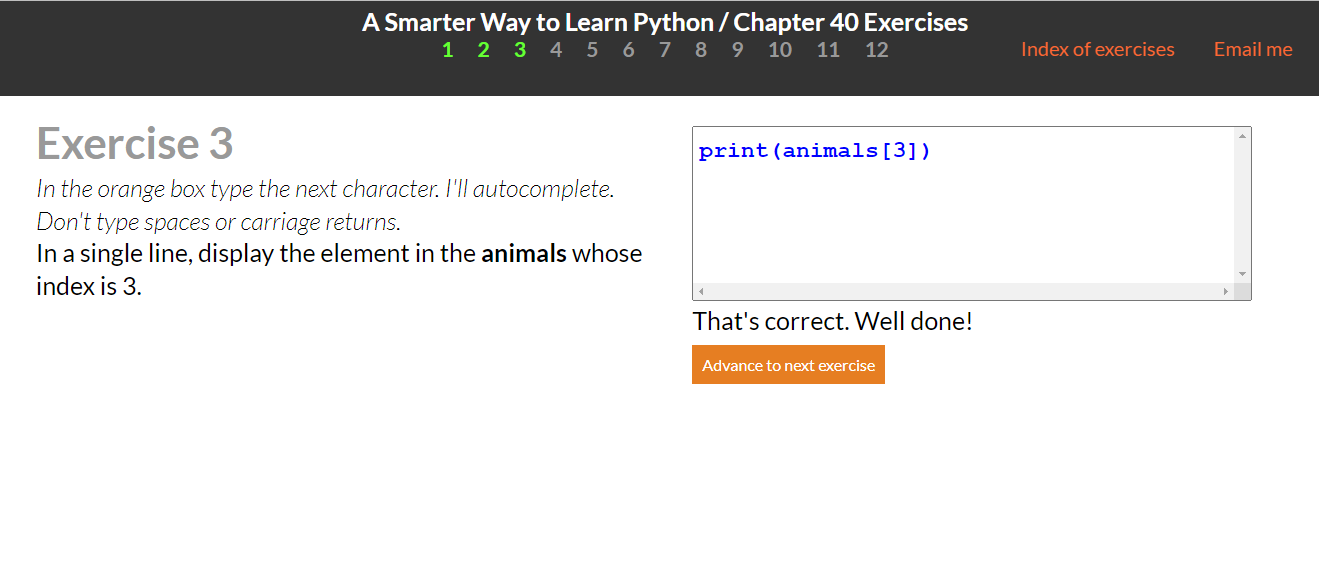 A Smarter Way to Learn Python / Chapter 40 Exercises
1 2 3 4 5 6 7 8 9 10 11 12
Index of exercises Email me
Exercise 3
In the orange box type the next character. I'll autocomplete.
Don't type spaces or carriage returns.
In a single line, display the element in the animals whose
index is 3.
print(animals[3])
That's correct. Well done!
Advance to next exercise